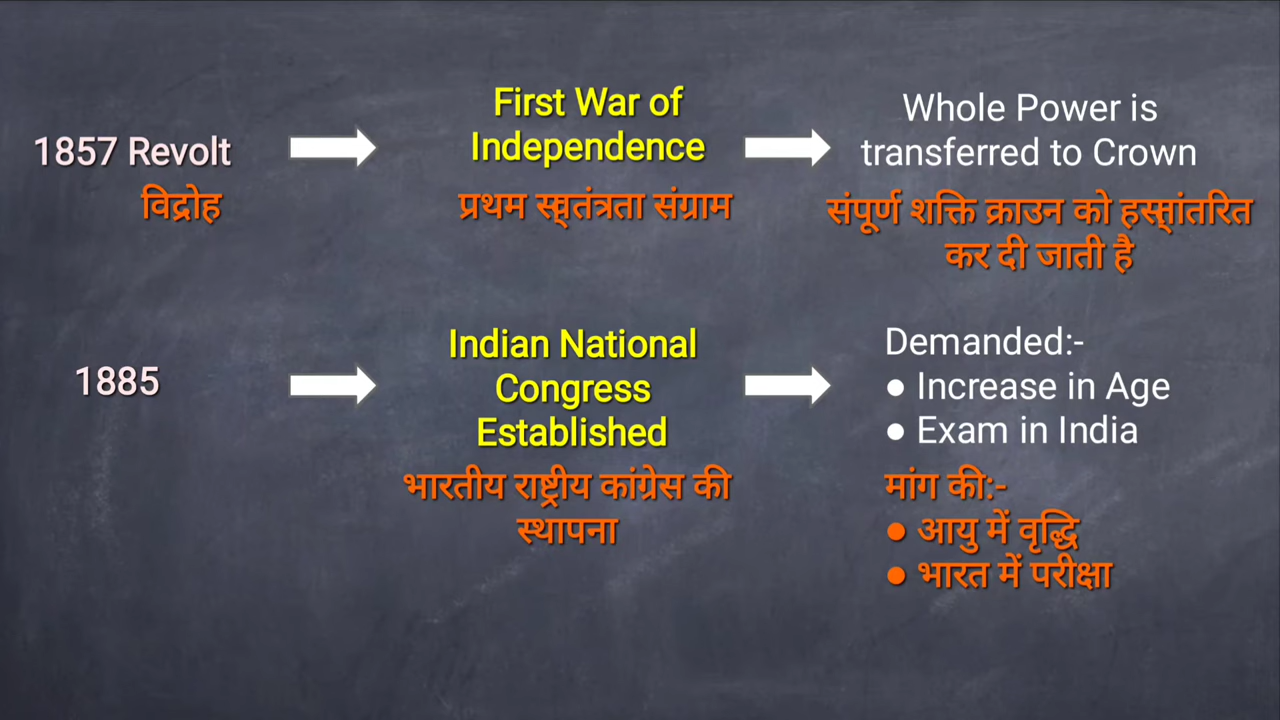 1857 Revolt
विद्रोह
First War of
Independence
प्रथम स्वतंत्रता संग्राम
Whole Power is
transferred to Crown
संपूर्ण शक्ति क्राउन को हस्तांतरित
कर दी जाती है
1885
Indian National
Congress
Established
भारतीय राष्ट्रीय कांग्रेस की
स्थापना
Demanded:-
● Increase in Age
● Exam in India
मांग की:-
● आयु में वृद्धि
● भारत में परीक्षा